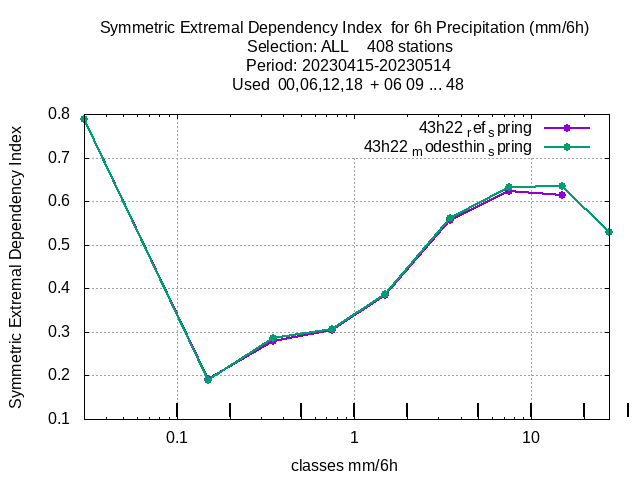 Symmetric Extremal Dependency Index  for 6h Precipitation (mm/6h)
Selection: ALL    408 stations
Period: 20230415-20230514
Used  00,06,12,18  + 06 09 ... 48
43h22 ref spring
43h22 modesthin spring
Symmetric Extremal Dependency Index
0.8
0.7
0.6
0.5
0.4
0.3
0.2
0.1
0.1 1 10
classes mm/6h